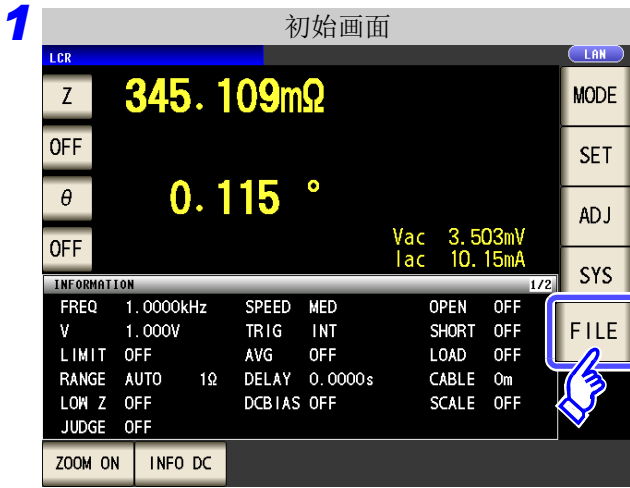 1
初始画面
LCR
LAN
Z 345.109mΩ
MODE
OFF
SET
θ 0.115 °
ADJ
OFF
Vac 3.503mV
Iac 10.15mA
SYS
INFORMATION 1/2
FREQ 1.0000kHz SPEED MED OPEN OFF
V 1.000V TRIG INT SHORT OFF
LIMIT OFF AVG OFF LOAD OFF
RANGE AUTO 1Ω DELAY 0.0000s CABLE 0m
LOW Z OFF DCBIAS OFF SCALE OFF
JUDGE OFF
FILE
ZOOM ON INFO DC